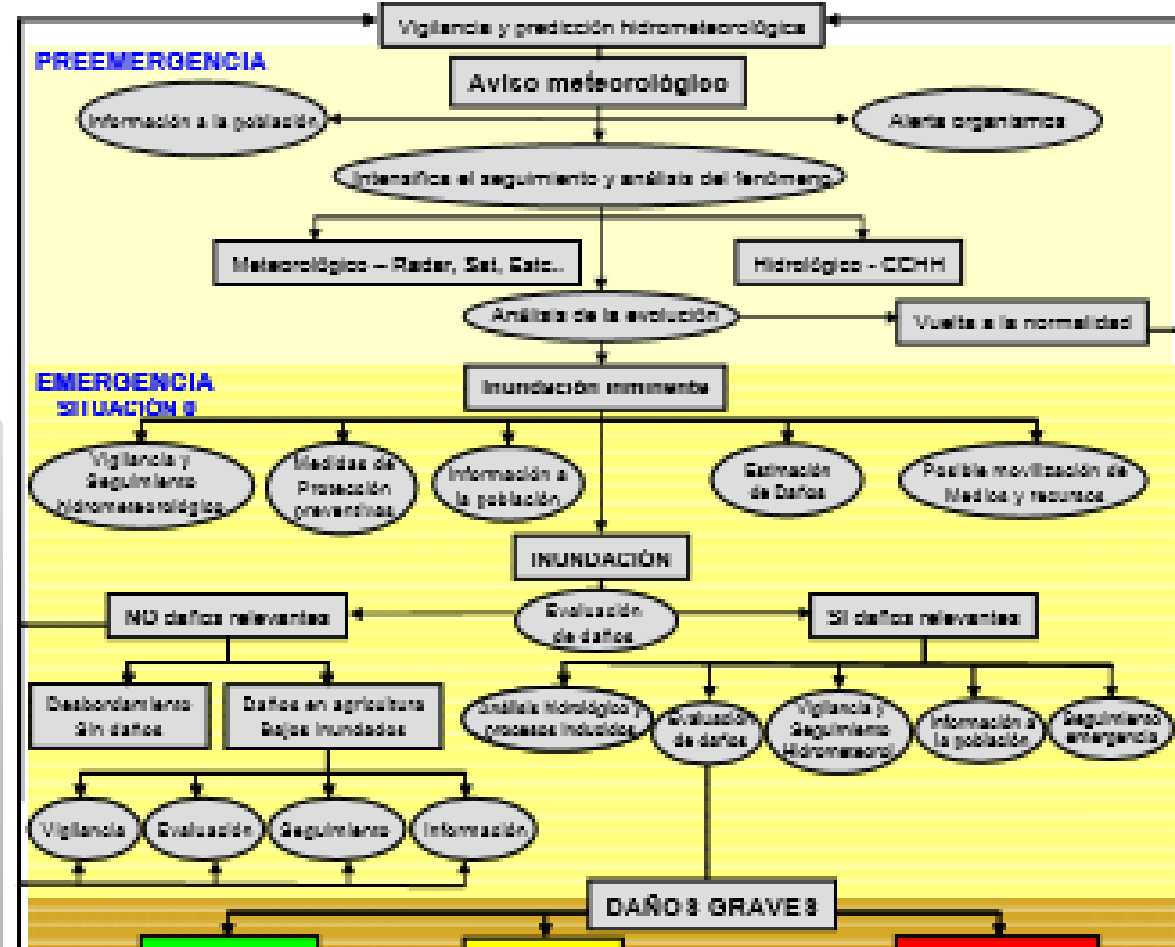 Vigilancia y predicción hidrometeorológica
PREEMERGENCIA
Aviso meteorológico
Información a la población
Alerta organismos
Intensifica el seguimiento y análisis del fenómeno
Meteorológico – Radar, Sat, Estc..
Hidrológico - CCHH
Análisis de la evolución
Vuelta a la normalidad
EMERGENCIA
SITUACIÓN 0
Inundación inminente
Vigilancia y
Seguimiento
hidrometeorológico
Medidas de
Protección
preventivas
Información a
la población
Estimación
de Daños
Posible movilización de
Medios y recursos
INUNDACIÓN
NO daños relevantes
Evaluación
de daños
SI daños relevantes
Desbordamiento
Sin daños
Daños en agricultura
Bajos inundados
Análisis hidrológico y
procesos inducidos
Evaluación
de daños
Vigilancia y
Seguimiento
Hidrometeorol
Información a
la población
Seguimiento
emergencia
Vigilancia
Evaluación
Seguimiento
Información
DAÑOS GRAVES